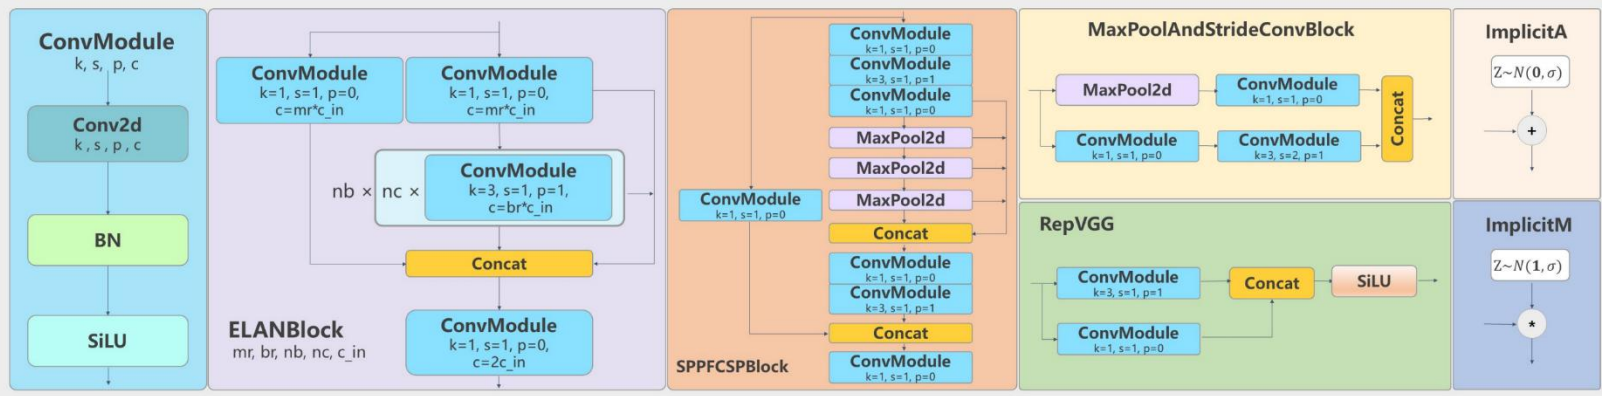 ConvModule
k, s, p, c
Conv2d
k , s , p , c
BN
SiLU
ConvModule
k=1, s=1, p=0,
c=mr*c_in
ConvModule
k=1, s=1, p=0,
c=mr*c_in
nb × nc ×
ConvModule
k=3, s=1, p=1,
c=br*c_in
Concat
ELANBlock
mr, br, nb, nc, c_in
ConvModule
k=1, s=1, p=0,
c=2c_in
ConvModule
k=1, s=1, p=0
ConvModule
k=3, s=1, p=1
ConvModule
k=1, s=1, p=0
MaxPool2d
MaxPool2d
MaxPool2d
ConvModule
k=1, s=1, p=0
Concat
ConvModule
k=1, s=1, p=0
ConvModule
k=3, s=1, p=1
Concat
SPPFCSPBlock
ConvModule
k=1, s=1, p=0
MaxPoolAndStrideConvBlock
MaxPool2d
ConvModule
k=1, s=1, p=0
ConvModule
k=1, s=1, p=0
ConvModule
k=3, s=2, p=1
Concat
RepVGG
ConvModule
k=3, s=1, p=1
Concat
SiLU
ConvModule
k=1, s=1, p=0
ImplicitA
Z~N(0, σ)
+
ImplicitM
Z~N(1, σ)
*